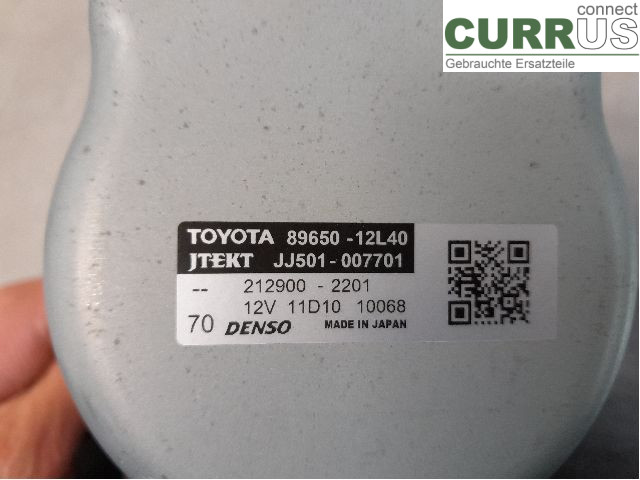 connect
CURRUS
Gebrauchte Ersatzteile
TOYOTA 89650-12L40
JTEKT JJ501-007701
-- 212900-2201
12V 11D10 10068
70 DENSO MADE IN JAPAN